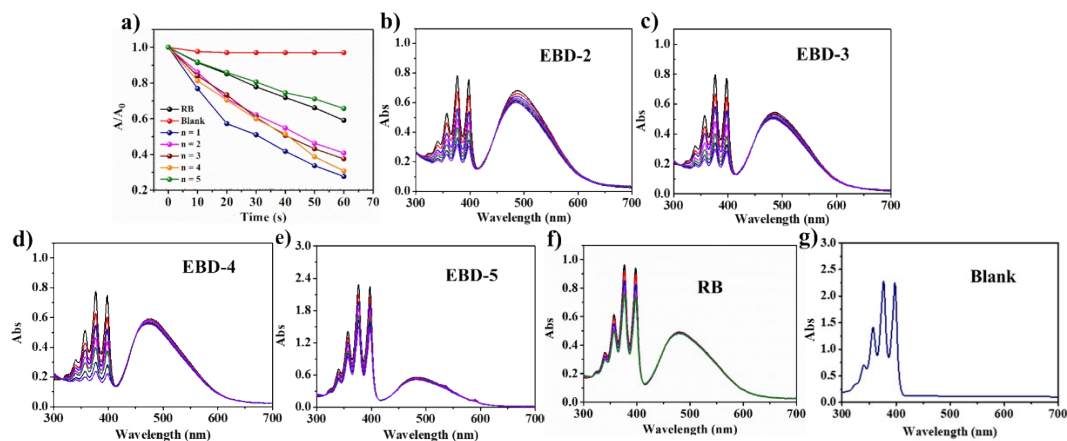 a)
A/A0
1.0
0.8
0.6
0.4
0.2
RB
Blank
n = 1
n = 2
n = 3
n = 4
n = 5
0 10 20 30 40 50 60 70
Time (s)
b)
EBD-2
Abs
1.0
0.8
0.6
0.4
0.2
0.0
300 400 500 600 700
Wavelength (nm)
c)
EBD-3
Abs
1.0
0.8
0.6
0.4
0.2
0.0
300 400 500 600 700
Wavelength (nm)
d)
EBD-4
Abs
1.0
0.8
0.6
0.4
0.2
0.0
300 400 500 600 700
Wavelength (nm)
e)
EBD-5
Abs
3.0
2.4
1.8
1.2
0.6
0.0
300 400 500 600 700
Wavelength (nm)
f)
RB
Abs
1.0
0.8
0.6
0.4
0.2
0.0
300 400 500 600 700
Wavelength (nm)
g)
Blank
Abs
3.0
2.5
2.0
1.5
1.0
0.5
0.0
300 400 500 600 700
Wavelength (nm)